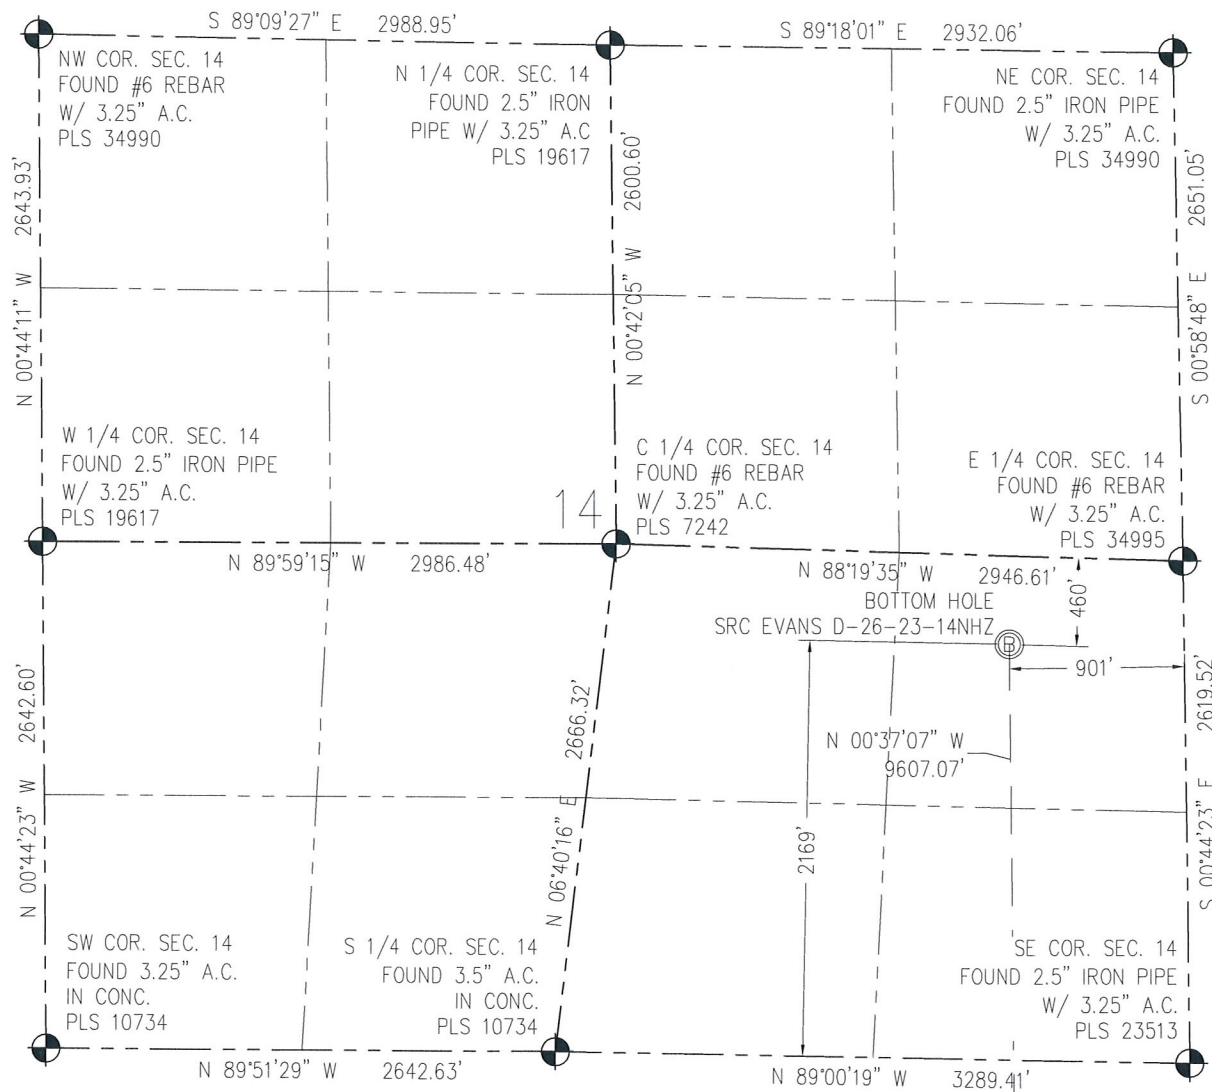 S 89°09'27" E 2988.95'
S 89°18'01" E 2932.06'
NW COR. SEC. 14
FOUND #6 REBAR
W/ 3.25" A.C.
PLS 34990
N 1/4 COR. SEC. 14
FOUND 2.5" IRON
PIPE W/ 3.25" A.C
PLS 19617
NE COR. SEC. 14
FOUND 2.5" IRON PIPE
W/ 3.25" A.C.
PLS 34990
N 00°44'11" W 2643.93'
N 00°42'05" W 2600.60'
S 00°58'48" E 2651.05'
W 1/4 COR. SEC. 14
FOUND 2.5" IRON PIPE
W/ 3.25" A.C.
PLS 19617
14
C 1/4 COR. SEC. 14
FOUND #6 REBAR
W/ 3.25" A.C.
PLS 7242
E 1/4 COR. SEC. 14
FOUND #6 REBAR
W/ 3.25" A.C.
PLS 34995
N 89°59'15" W 2986.48'
N 88°19'35" W 2946.61'
BOTTOM HOLE
SRC EVANS D-26-23-14NHZ
B
460'
901'
N 00°37'07" W
9607.07'
2169'
N 00°44'23" W 2642.60'
N 06°40'16" E 2666.32'
S 00°44'23" E 2619.52'
SW COR. SEC. 14
FOUND 3.25" A.C.
IN CONC.
PLS 10734
S 1/4 COR. SEC. 14
FOUND 3.5" A.C.
IN CONC.
PLS 10734
SE COR. SEC. 14
FOUND 2.5" IRON PIPE
W/ 3.25" A.C.
PLS 23513
N 89°51'29" W 2642.63'
N 89°00'19" W 3289.41'